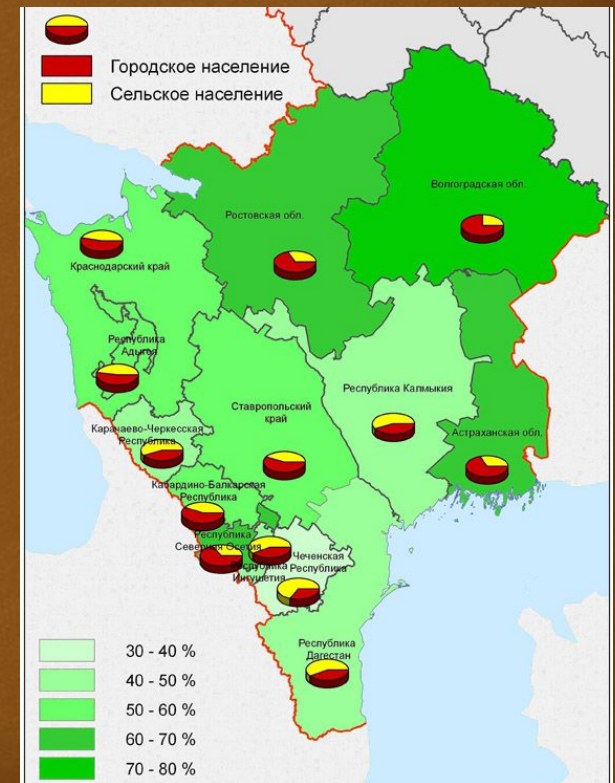 Городское население
Сельское население
Волгоградская обл.
Ростовская обл.
Краснодарский край
Республика
Адыгея
Республика Калмыкия
Ставропольский
край
Астраханская обл.
Карачаево-Черкесская
Республика
Кабардино-Балкарская
Республика
Республика
Северная Осетия
Чеченская
Республика
Республика
Ингушетия
Республика
Дагестан
30 - 40 %
40 - 50 %
50 - 60 %
60 - 70 %
70 - 80 %